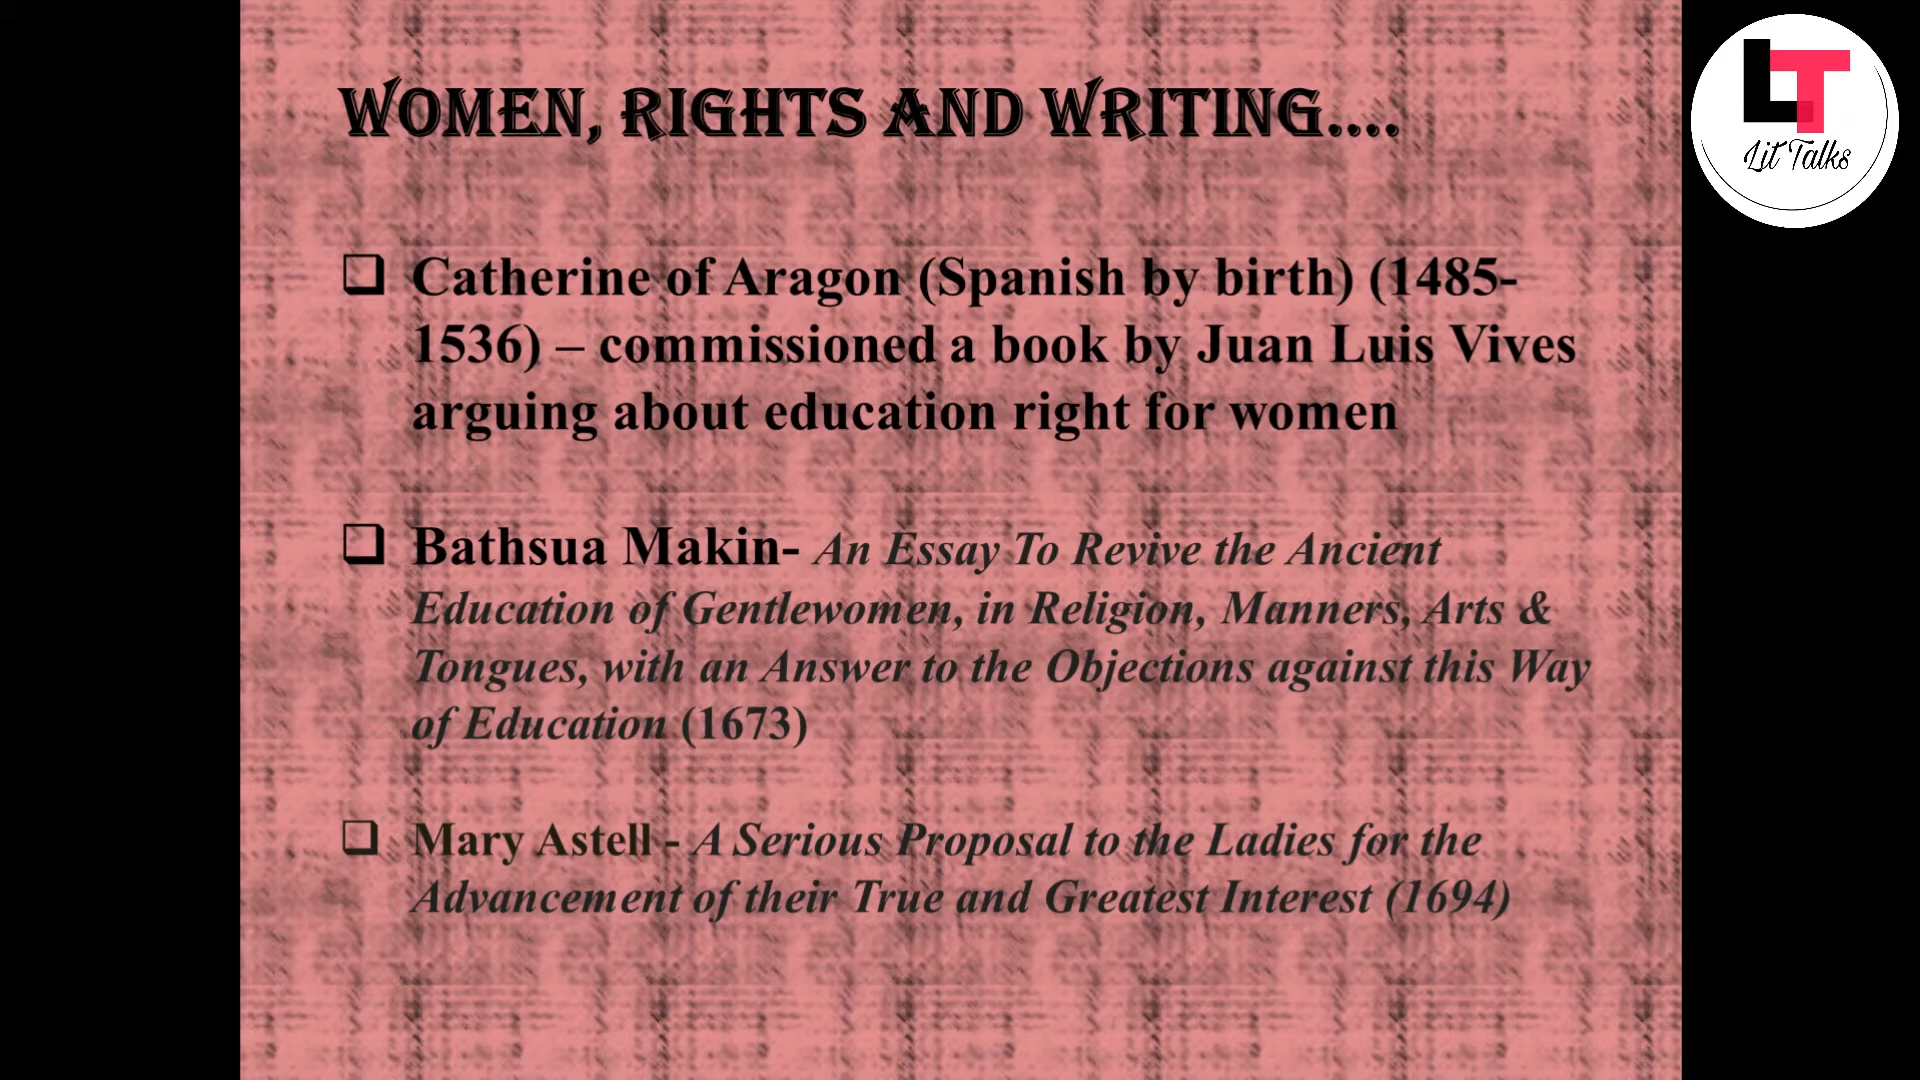 WOMEN, RIGHTS AND WRITING....
LT
Lit Talks
❑ Catherine of Aragon (Spanish by birth) (1485-
1536) – commissioned a book by Juan Luis Vives
arguing about education right for women
❑ Bathsua Makin- An Essay To Revive the Ancient
Education of Gentlewomen, in Religion, Manners, Arts &
Tongues, with an Answer to the Objections against this Way
of Education (1673)
❑ Mary Astell - A Serious Proposal to the Ladies for the
Advancement of their True and Greatest Interest (1694)